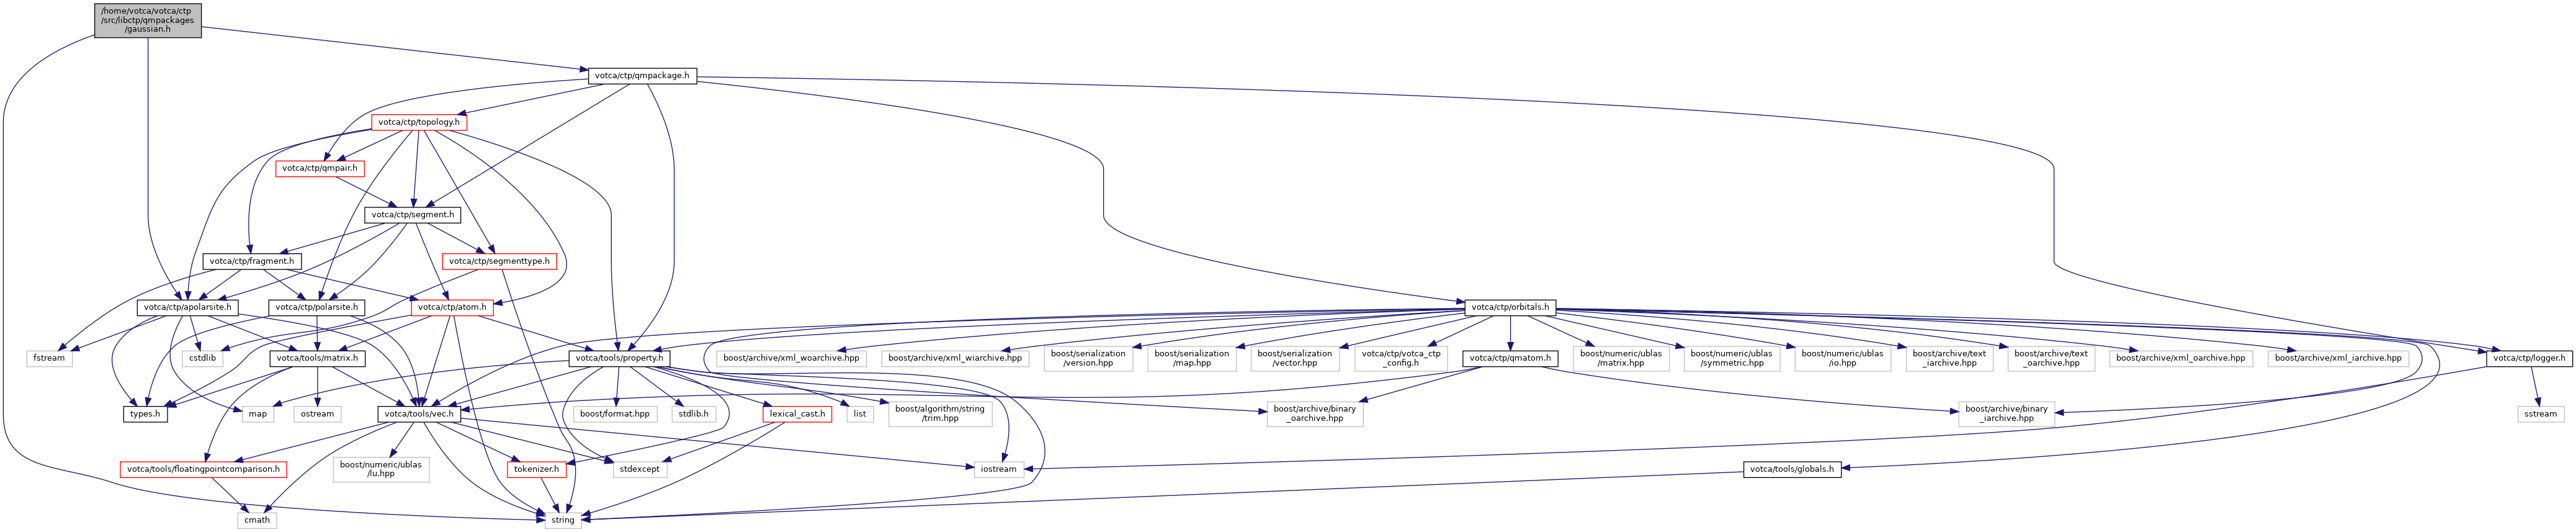 /home/votca/votca/ctp
/src/libctp/qmpackages
/gaussian.h
votca/ctp/qmpackage.h
votca/ctp/topology.h
votca/ctp/qmpair.h
votca/ctp/segment.h
votca/ctp/fragment.h
votca/ctp/segmenttype.h
votca/ctp/apolarsite.h
votca/ctp/polarsite.h
votca/ctp/atom.h
votca/ctp/orbitals.h
fstream
cstdlib
votca/tools/matrix.h
votca/tools/property.h
boost/archive/xml_woarchive.hpp
boost/archive/xml_wiarchive.hpp
boost/serialization
/version.hpp
boost/serialization
/map.hpp
boost/serialization
/vector.hpp
votca/ctp/votca_ctp
_config.h
votca/ctp/qmatom.h
boost/numeric/ublas
/matrix.hpp
boost/numeric/ublas
/symmetric.hpp
boost/numeric/ublas
/io.hpp
boost/archive/text
_iarchive.hpp
boost/archive/text
_oarchive.hpp
boost/archive/xml_oarchive.hpp
boost/archive/xml_iarchive.hpp
votca/ctp/logger.h
types.h
map
ostream
votca/tools/vec.h
boost/format.hpp
stdlib.h
lexical_cast.h
list
boost/algorithm/string
/trim.hpp
boost/archive/binary
_oarchive.hpp
boost/archive/binary
_iarchive.hpp
sstream
votca/tools/floatingpointcomparison.h
boost/numeric/ublas
/lu.hpp
tokenizer.h
stdexcept
iostream
votca/tools/globals.h
cmath
string